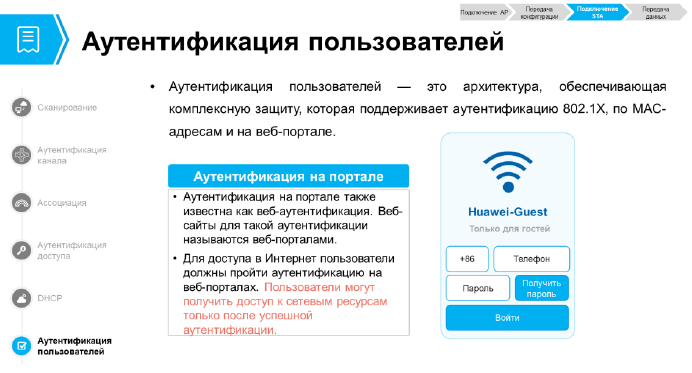 Подключение AP
Передача
конфигурации
Подключение
STA
Передача
данных
Аутентификация пользователей
• Аутентификация пользователей — это архитектура, обеспечивающая
комплексную защиту, которая поддерживает аутентификацию 802.1X, по MAC-
адресам и на веб-портале.
Сканирование
Аутентификация
канала
Ассоциация
Аутентификация
доступа
DHCP
Аутентификация
пользователей
Аутентификация на портале
• Аутентификация на портале также
известна как веб-аутентификация. Веб-
сайты для такой аутентификации
называются веб-порталами.
• Для доступа в Интернет пользователи
должны пройти аутентификацию на
веб-порталах. Пользователи могут
получить доступ к сетевым ресурсам
только после успешной
аутентификации.
Huawei-Guest
Только для гостей
+86
Телефон
Пароль
Получить
пароль
Войти